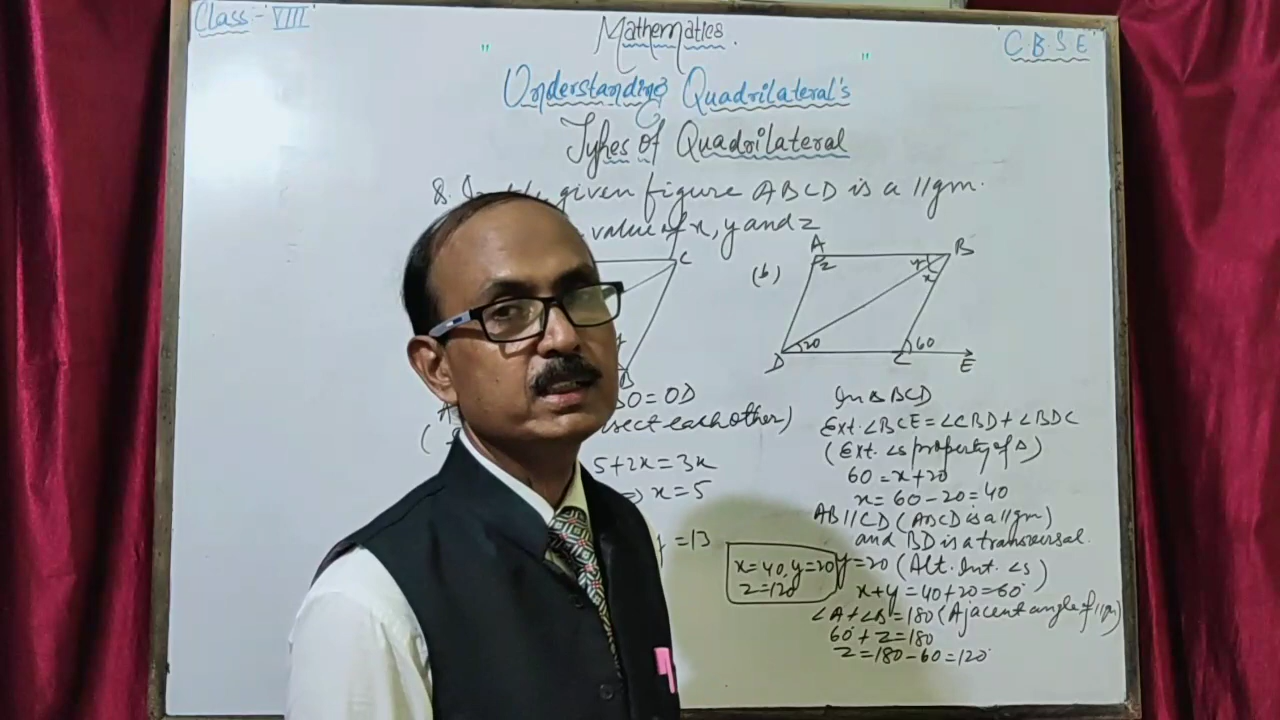 Class:- 'VIII'
Mathematics.
"C.B.S.E"
" Understanding Quadrilateral's "
Types of Quadrilateral
8. given figure ABCD is a //gm.
value of x, y and z
C
(b)
A
B
z
y
x
D
20
C
60
E
BO = OD
sect each other)
5+2x=3x
=> x=5
y =13
In ∆ BCD
Ext. ∠BCE = ∠CBD + ∠BDC
(Ext. ∠s property of ∆)
60 = x+20
x = 60-20=40
AB//CD (ABCD is a //gm)
and BD is a transversal.
y=20 (Alt. Int. ∠s)
x+y = 40+20=60°
∠A+∠B=180 (Ajacent angle of //gm)
60+z=180
z=180-60=120°
x=40, y=20
z=120